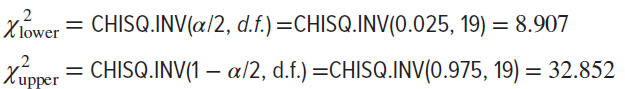 χ²lower = CHISQ.INV(α/2, d.f.) =CHISQ.INV(0.025, 19) = 8.907
χ²upper = CHISQ.INV(1 − α/2, d.f.) =CHISQ.INV(0.975, 19) = 32.852